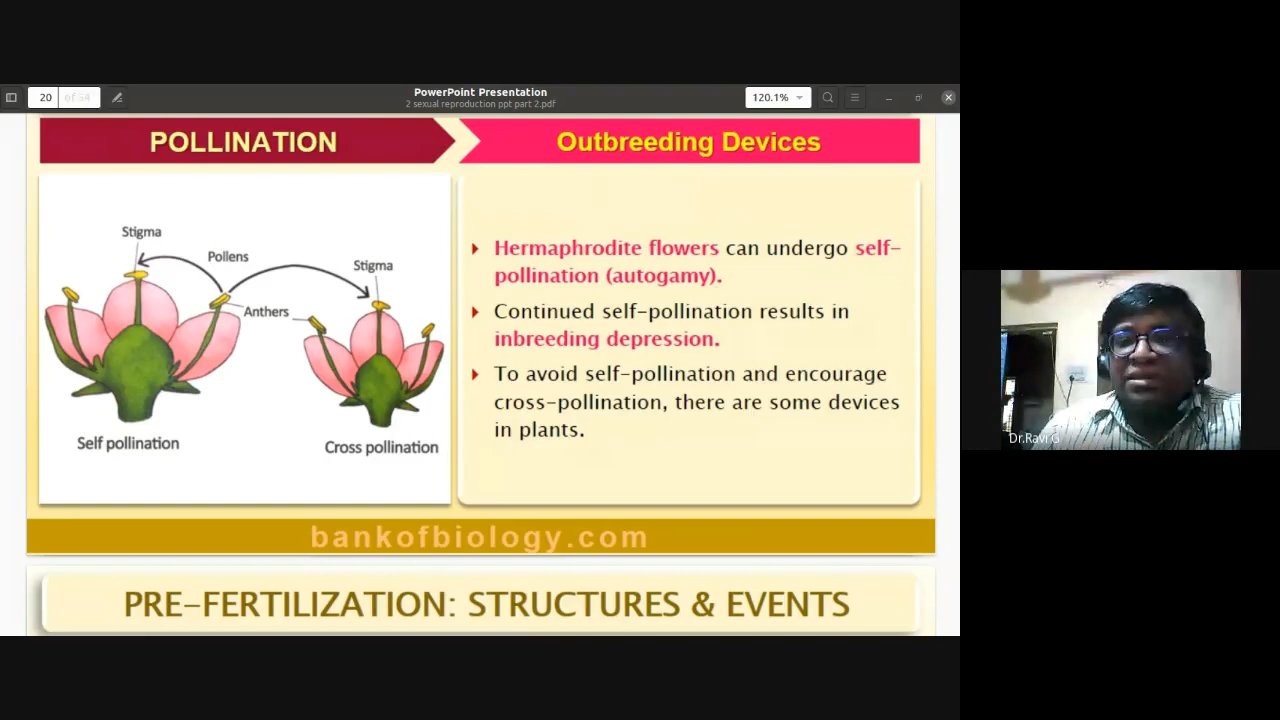 PowerPoint Presentation
20 of 54
2 sexual reproduction ppt part 2.pdf
120.1%
POLLINATION
Outbreeding Devices
Stigma
Pollens
Stigma
Anthers
Self pollination
Cross pollination
Hermaphrodite flowers can undergo self-
pollination (autogamy).
Continued self-pollination results in
inbreeding depression.
To avoid self-pollination and encourage
cross-pollination, there are some devices
in plants.
bankofbiology.com
PRE-FERTILIZATION: STRUCTURES & EVENTS
Dr.Ravi G